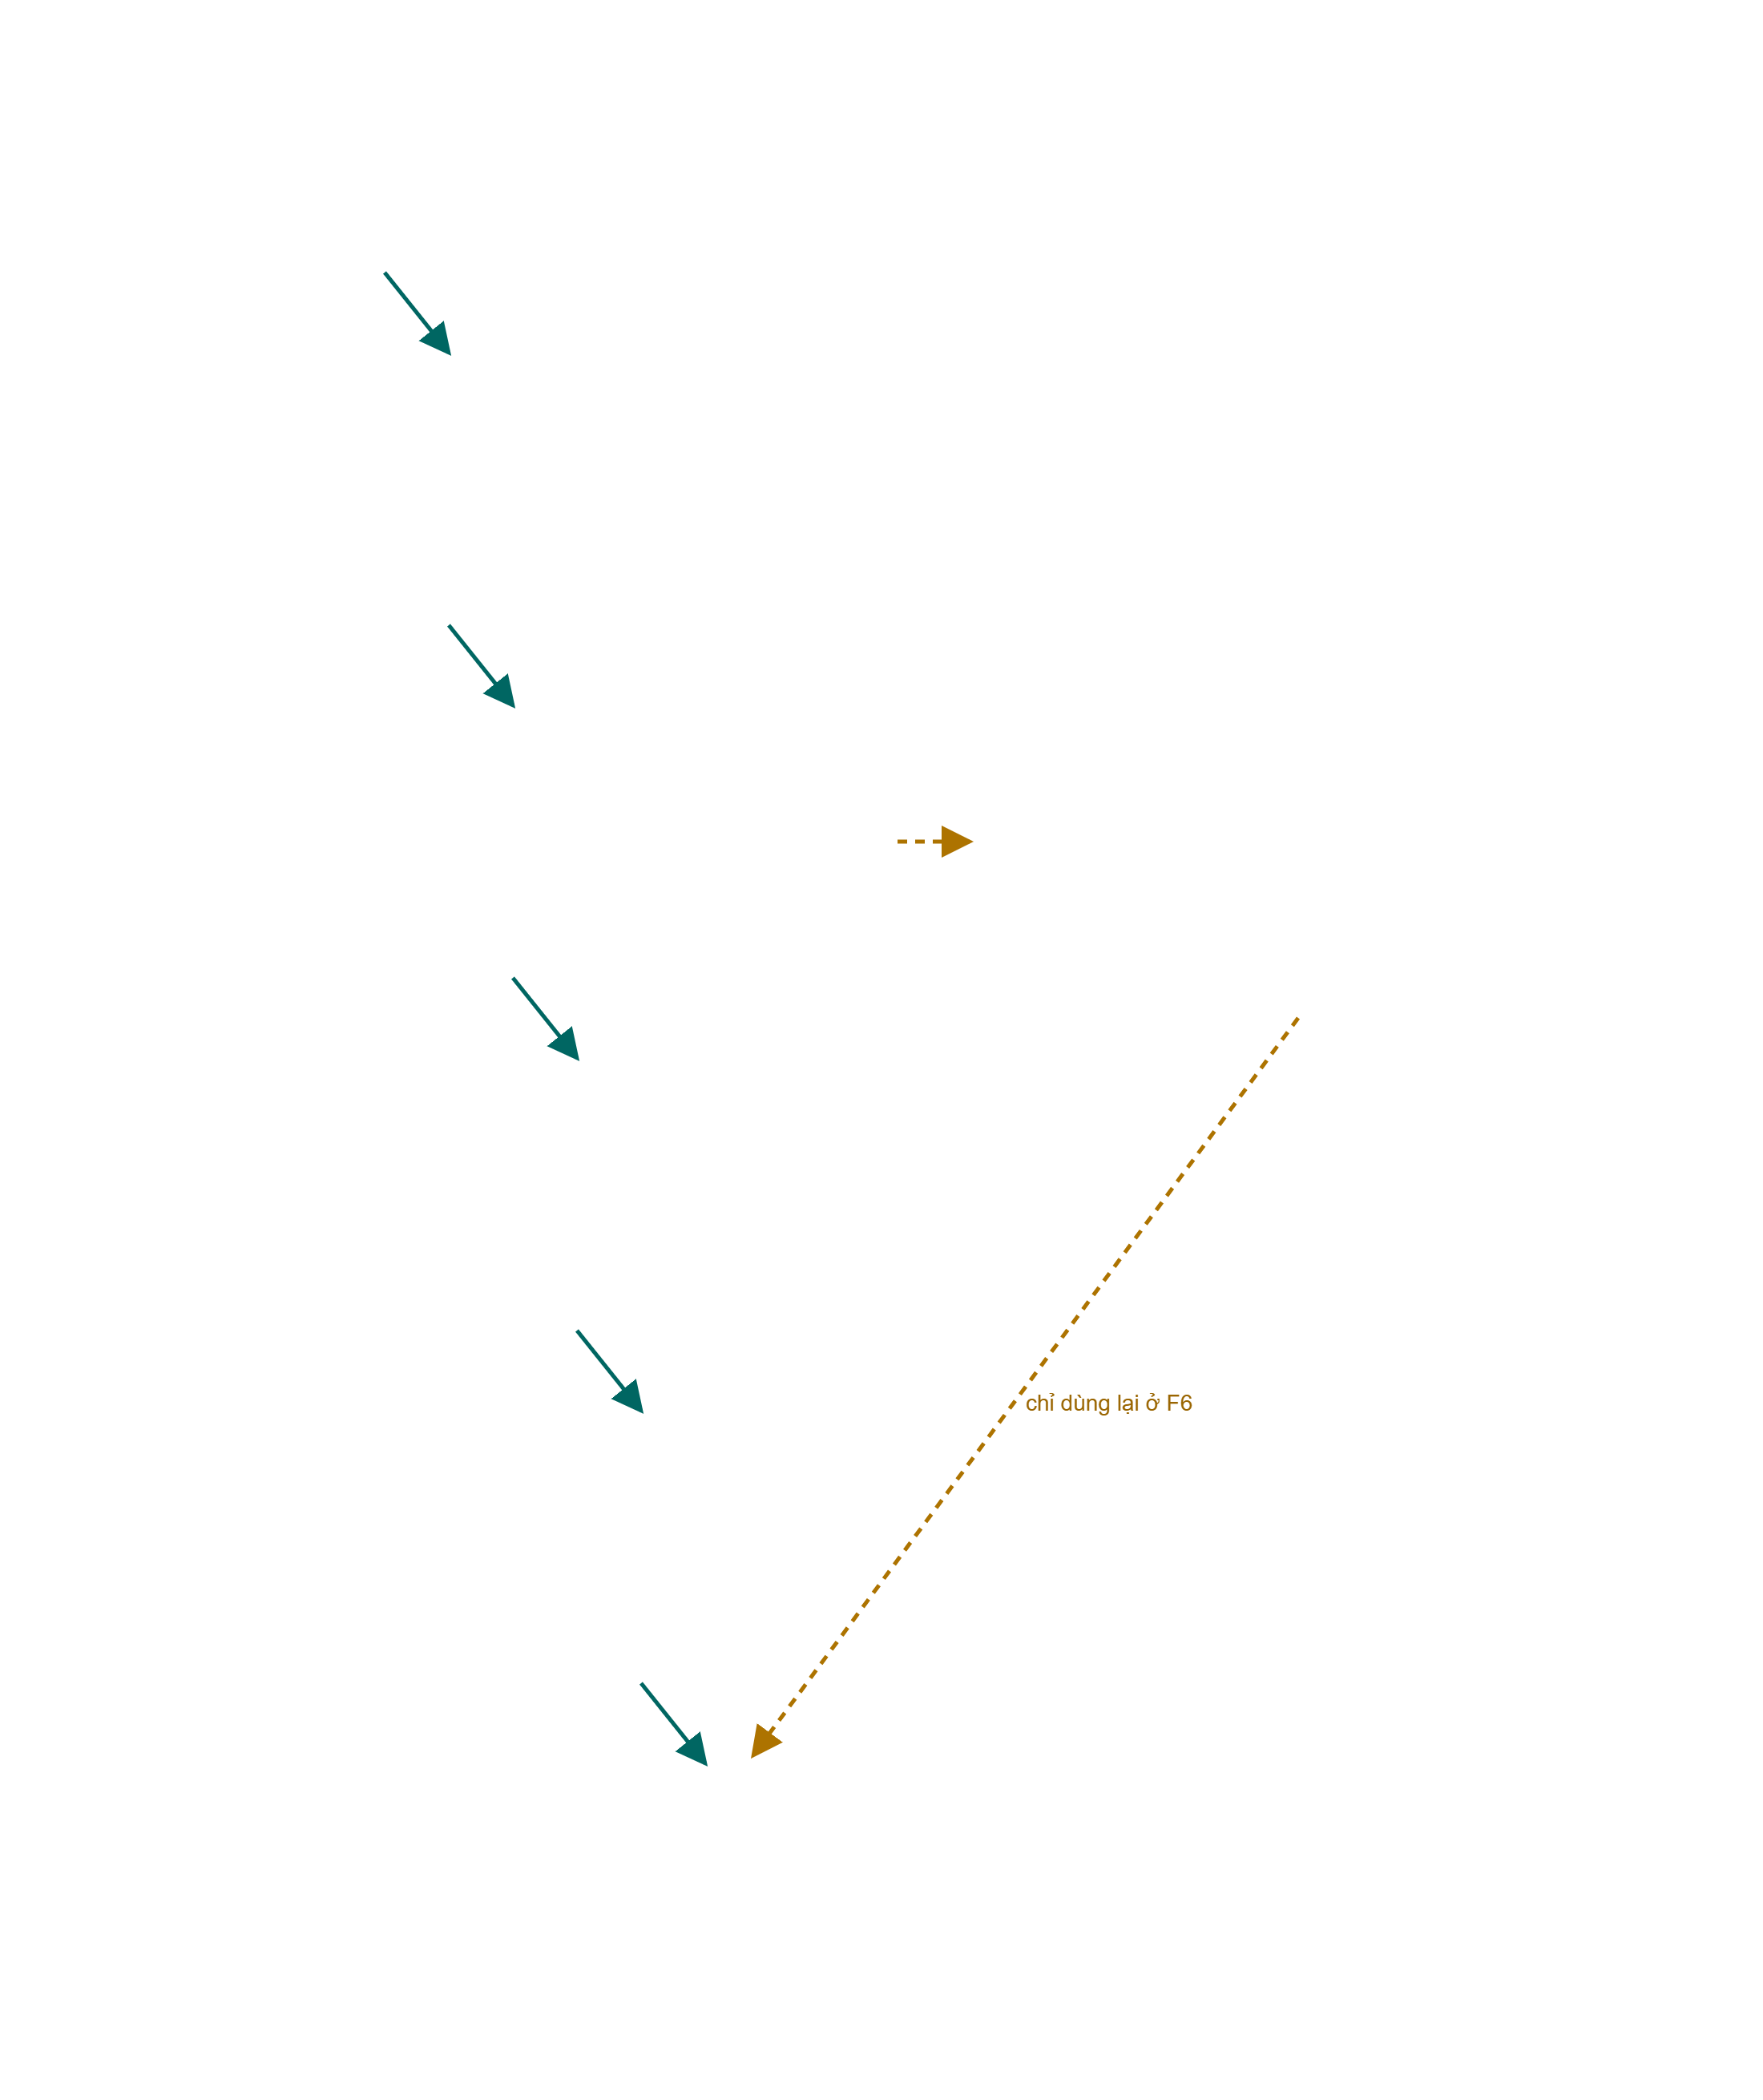 chỉ dùng lại ở F6